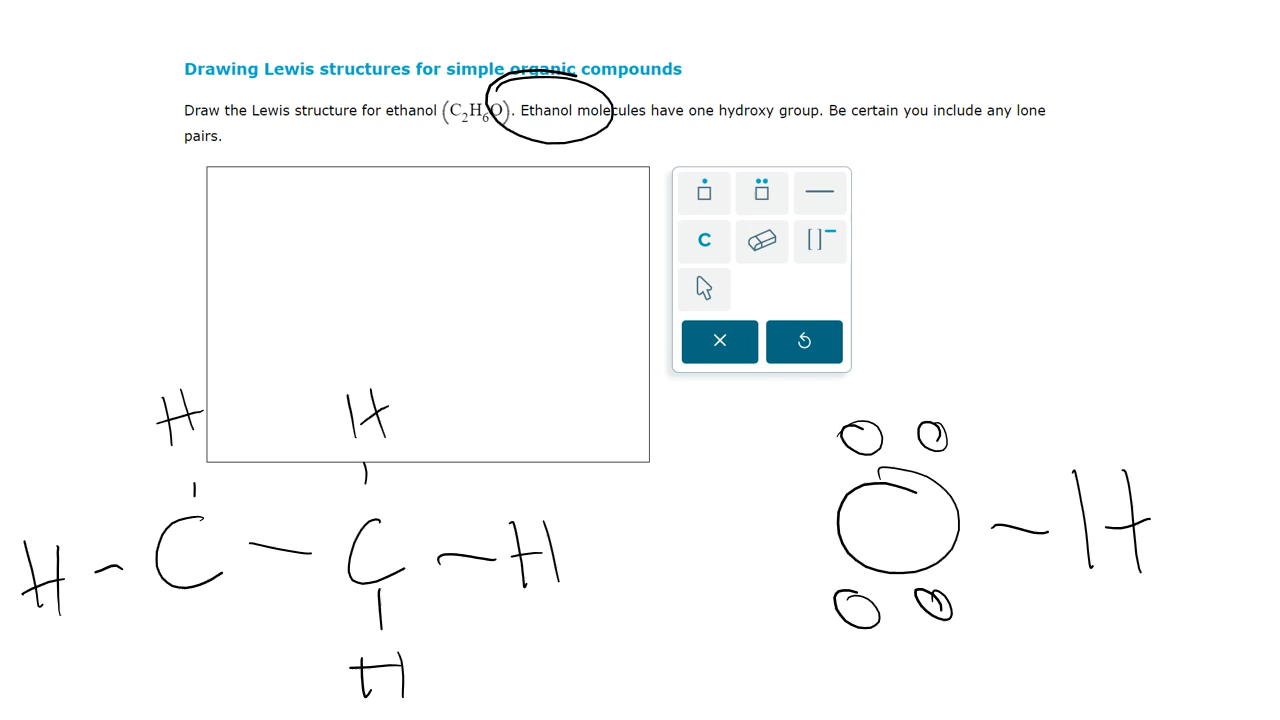 Drawing Lewis structures for simple organic compounds
Draw the Lewis structure for ethanol (C₂H₆O). Ethanol molecules have one hydroxy group. Be certain you include any lone
pairs.
C
[ ]⁻
H H
H - C - C - H
H
O - H